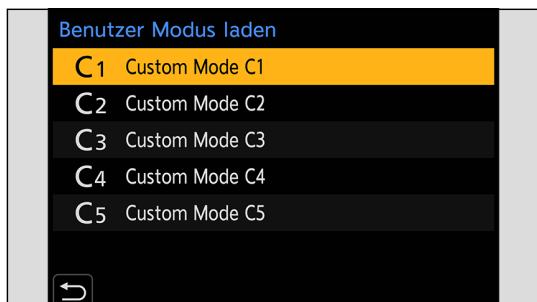 Benutzer Modus laden
C1 Custom Mode C1
C2 Custom Mode C2
C3 Custom Mode C3
C4 Custom Mode C4
C5 Custom Mode C5